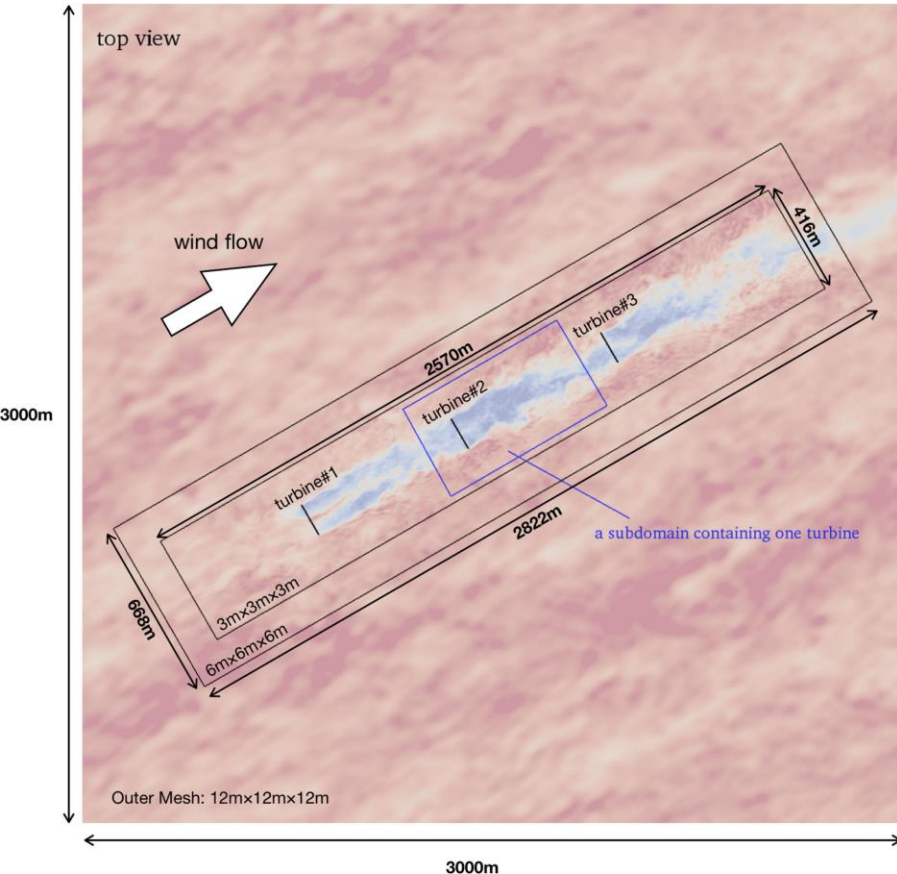 top view
wind flow
416m
turbine#3
2570m
turbine#2
3000m
turbine#1
2822m
a subdomain containing one turbine
668m
3m×3m×3m
6m×6m×6m
Outer Mesh: 12m×12m×12m
3000m